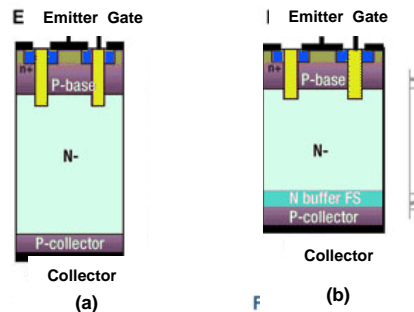 E Emitter Gate
n+
P-base
N-
P-collector
Collector
(a)
Emitter Gate
n+
P-base
N-
N buffer FS
P-collector
Collector
(b)